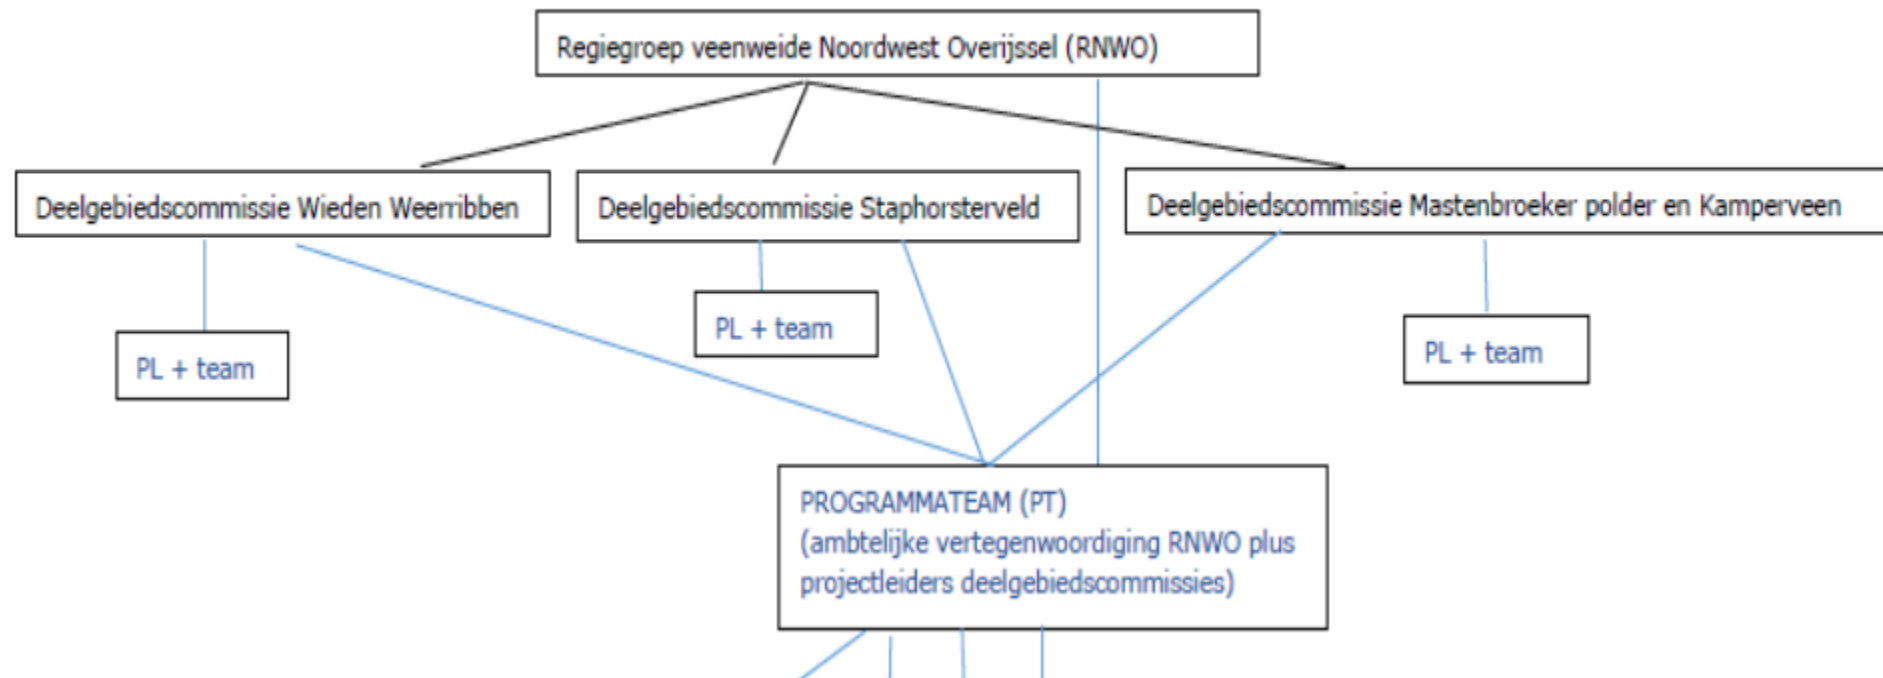 Regiegroep veenweide Noordwest Overijssel (RNWO)
Deelgebiedscommissie Wieden Weerribben
Deelgebiedscommissie Staphorsterveld
Deelgebiedscommissie Mastenbroeker polder en Kamperveen
PL + team
PL + team
PL + team
PROGRAMMATEAM (PT)
(ambtelijke vertegenwoordiging RNWO plus
projectleiders deelgebiedscommissies)